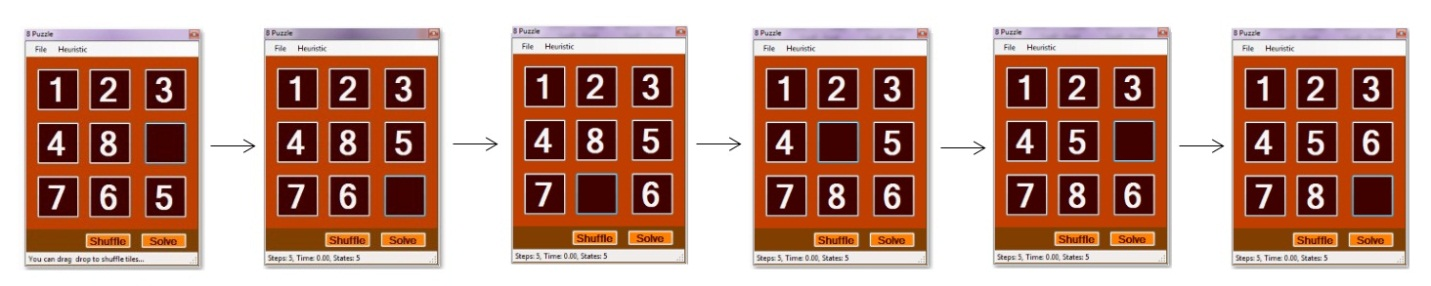 8 Puzzle
File Heuristic
1 2 3
4 8
7 6 5
Shuffle Solve
You can drag drop to shuffle tiles...
8 Puzzle
File Heuristic
1 2 3
4 8 5
7 6
Shuffle Solve
Steps: 5, Time: 0.00, States: 5
8 Puzzle
File Heuristic
1 2 3
4 8 5
7 6
Shuffle Solve
Steps: 5, Time: 0.00, States: 5
8 Puzzle
File Heuristic
1 2 3
4 5
7 8 6
Shuffle Solve
Steps: 5, Time: 0.00, States: 5
8 Puzzle
File Heuristic
1 2 3
4 5
7 8 6
Shuffle Solve
Steps: 5, Time: 0.00, States: 5
8 Puzzle
File Heuristic
1 2 3
4 5 6
7 8
Shuffle Solve
Steps: 5, Time: 0.00, States: 5